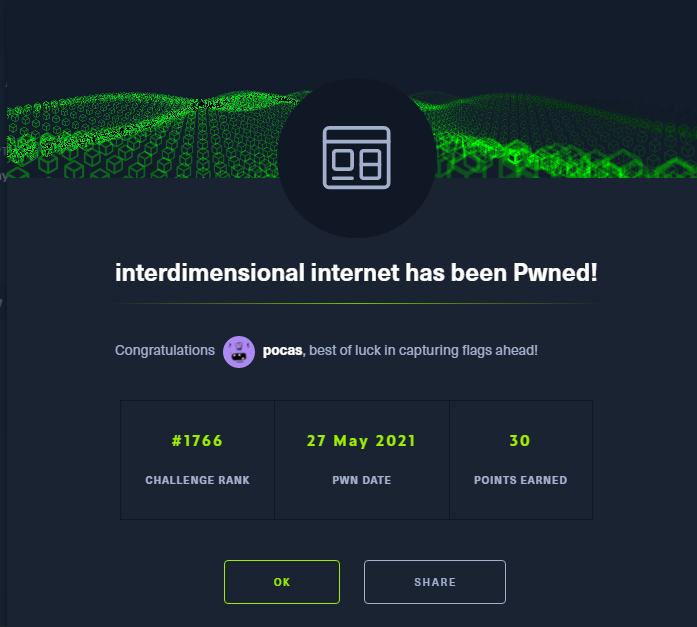 interdimensional internet has been Pwned!
Congratulations pocas, best of luck in capturing flags ahead!
#1766 27 May 2021 30
CHALLENGE RANK PWN DATE POINTS EARNED
OK SHARE